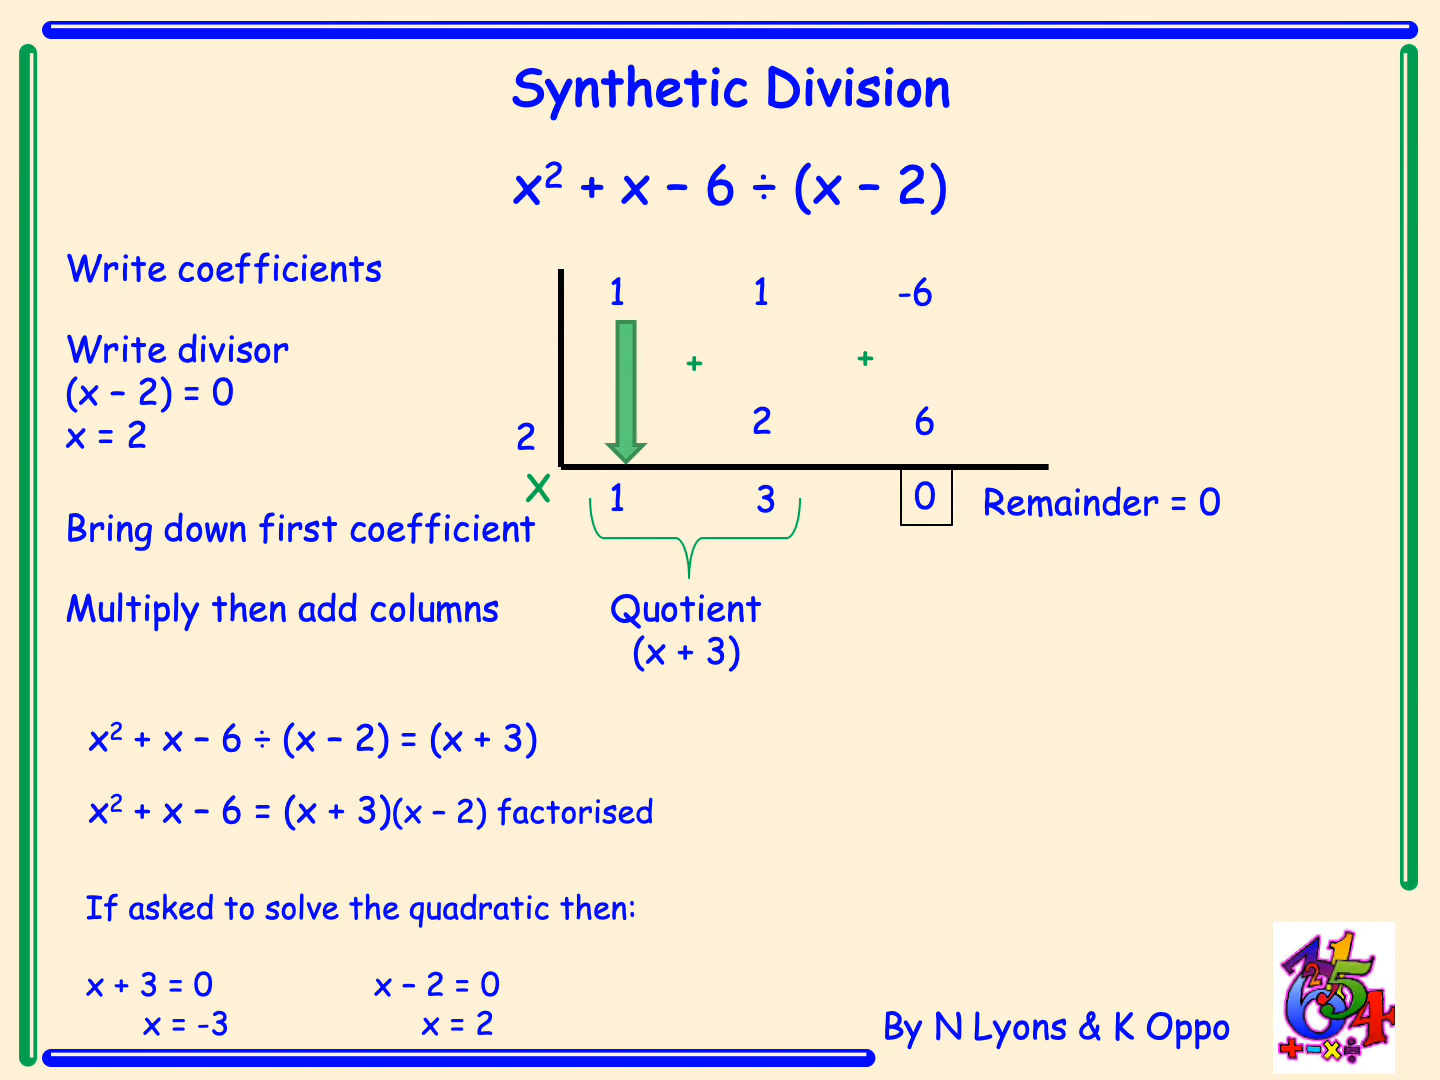 Synthetic Division
x² + x – 6 ÷ (x – 2)
Write coefficients
Write divisor
(x – 2) = 0
x = 2
Bring down first coefficient
Multiply then add columns
1 1 -6
+ +
2 2 6
x 1 3 0 Remainder = 0
Quotient
(x + 3)
x² + x – 6 ÷ (x – 2) = (x + 3)
x² + x – 6 = (x + 3)(x – 2) factorised
If asked to solve the quadratic then:
x + 3 = 0 x – 2 = 0
x = -3 x = 2
By N Lyons & K Oppo